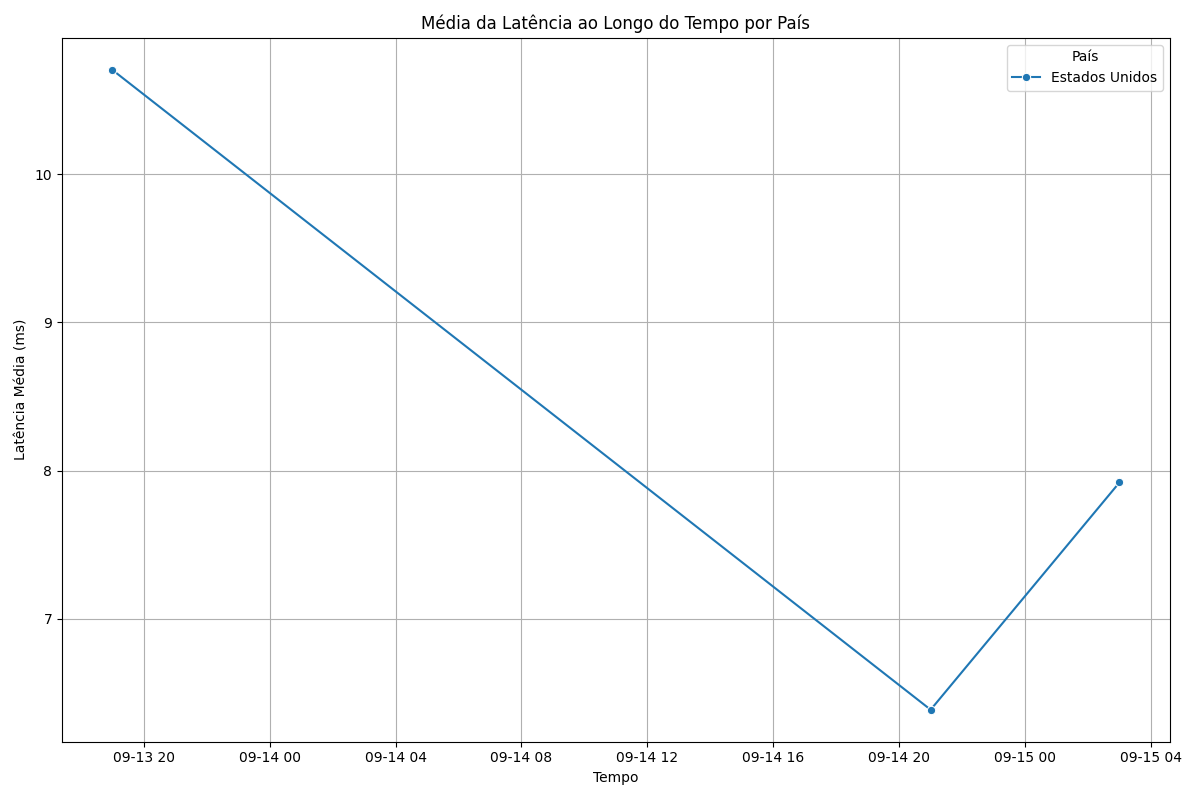 Média da Latência ao Longo do Tempo por País
País
Estados Unidos
10
9
8
7
Latência Média (ms)
09-13 20 09-14 00 09-14 04 09-14 08 09-14 12 09-14 16 09-14 20 09-15 00 09-15 04
Tempo